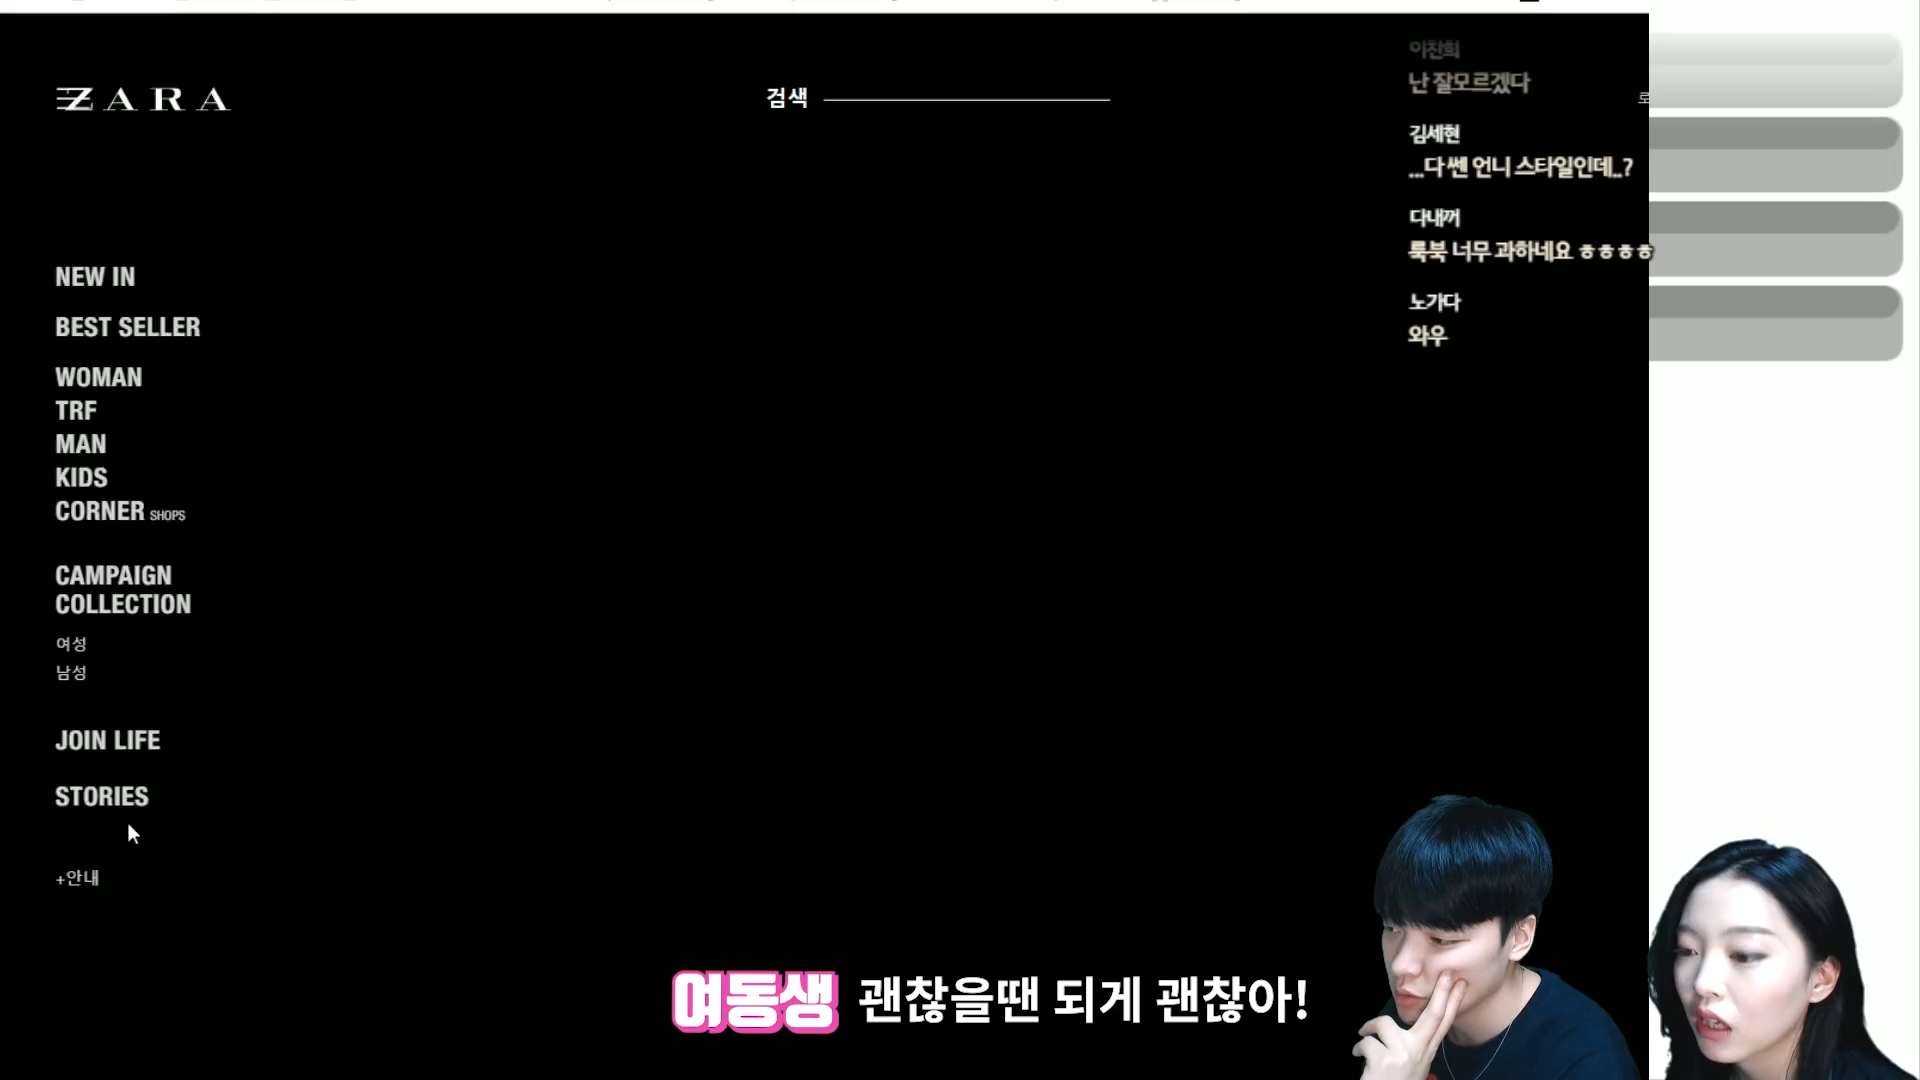 ZARA
검색
로
이찬희
난 잘모르겠다
김세현
...다 쎈 언니 스타일인데..?
다내꺼
룩북 너무 과하네요 ㅎㅎㅎㅎ
노가다
와우
NEW IN
BEST SELLER
WOMAN
TRF
MAN
KIDS
CORNER SHOPS
CAMPAIGN
COLLECTION
여성
남성
JOIN LIFE
STORIES
+안내
여동생 괜찮을땐 되게 괜찮아!